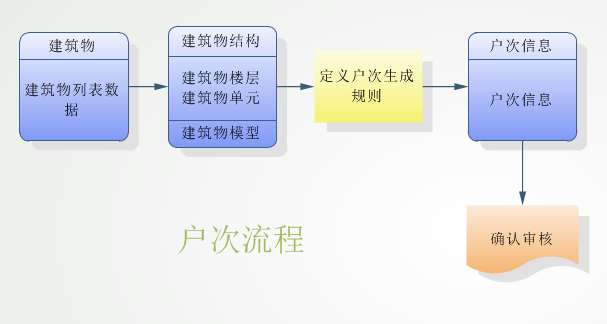 建筑物
建筑物列表数
据
建筑物结构
建筑物楼层
建筑物单元
建筑物模型
定义户次生成
规则
户次信息
户次信息
确认审核
户次流程